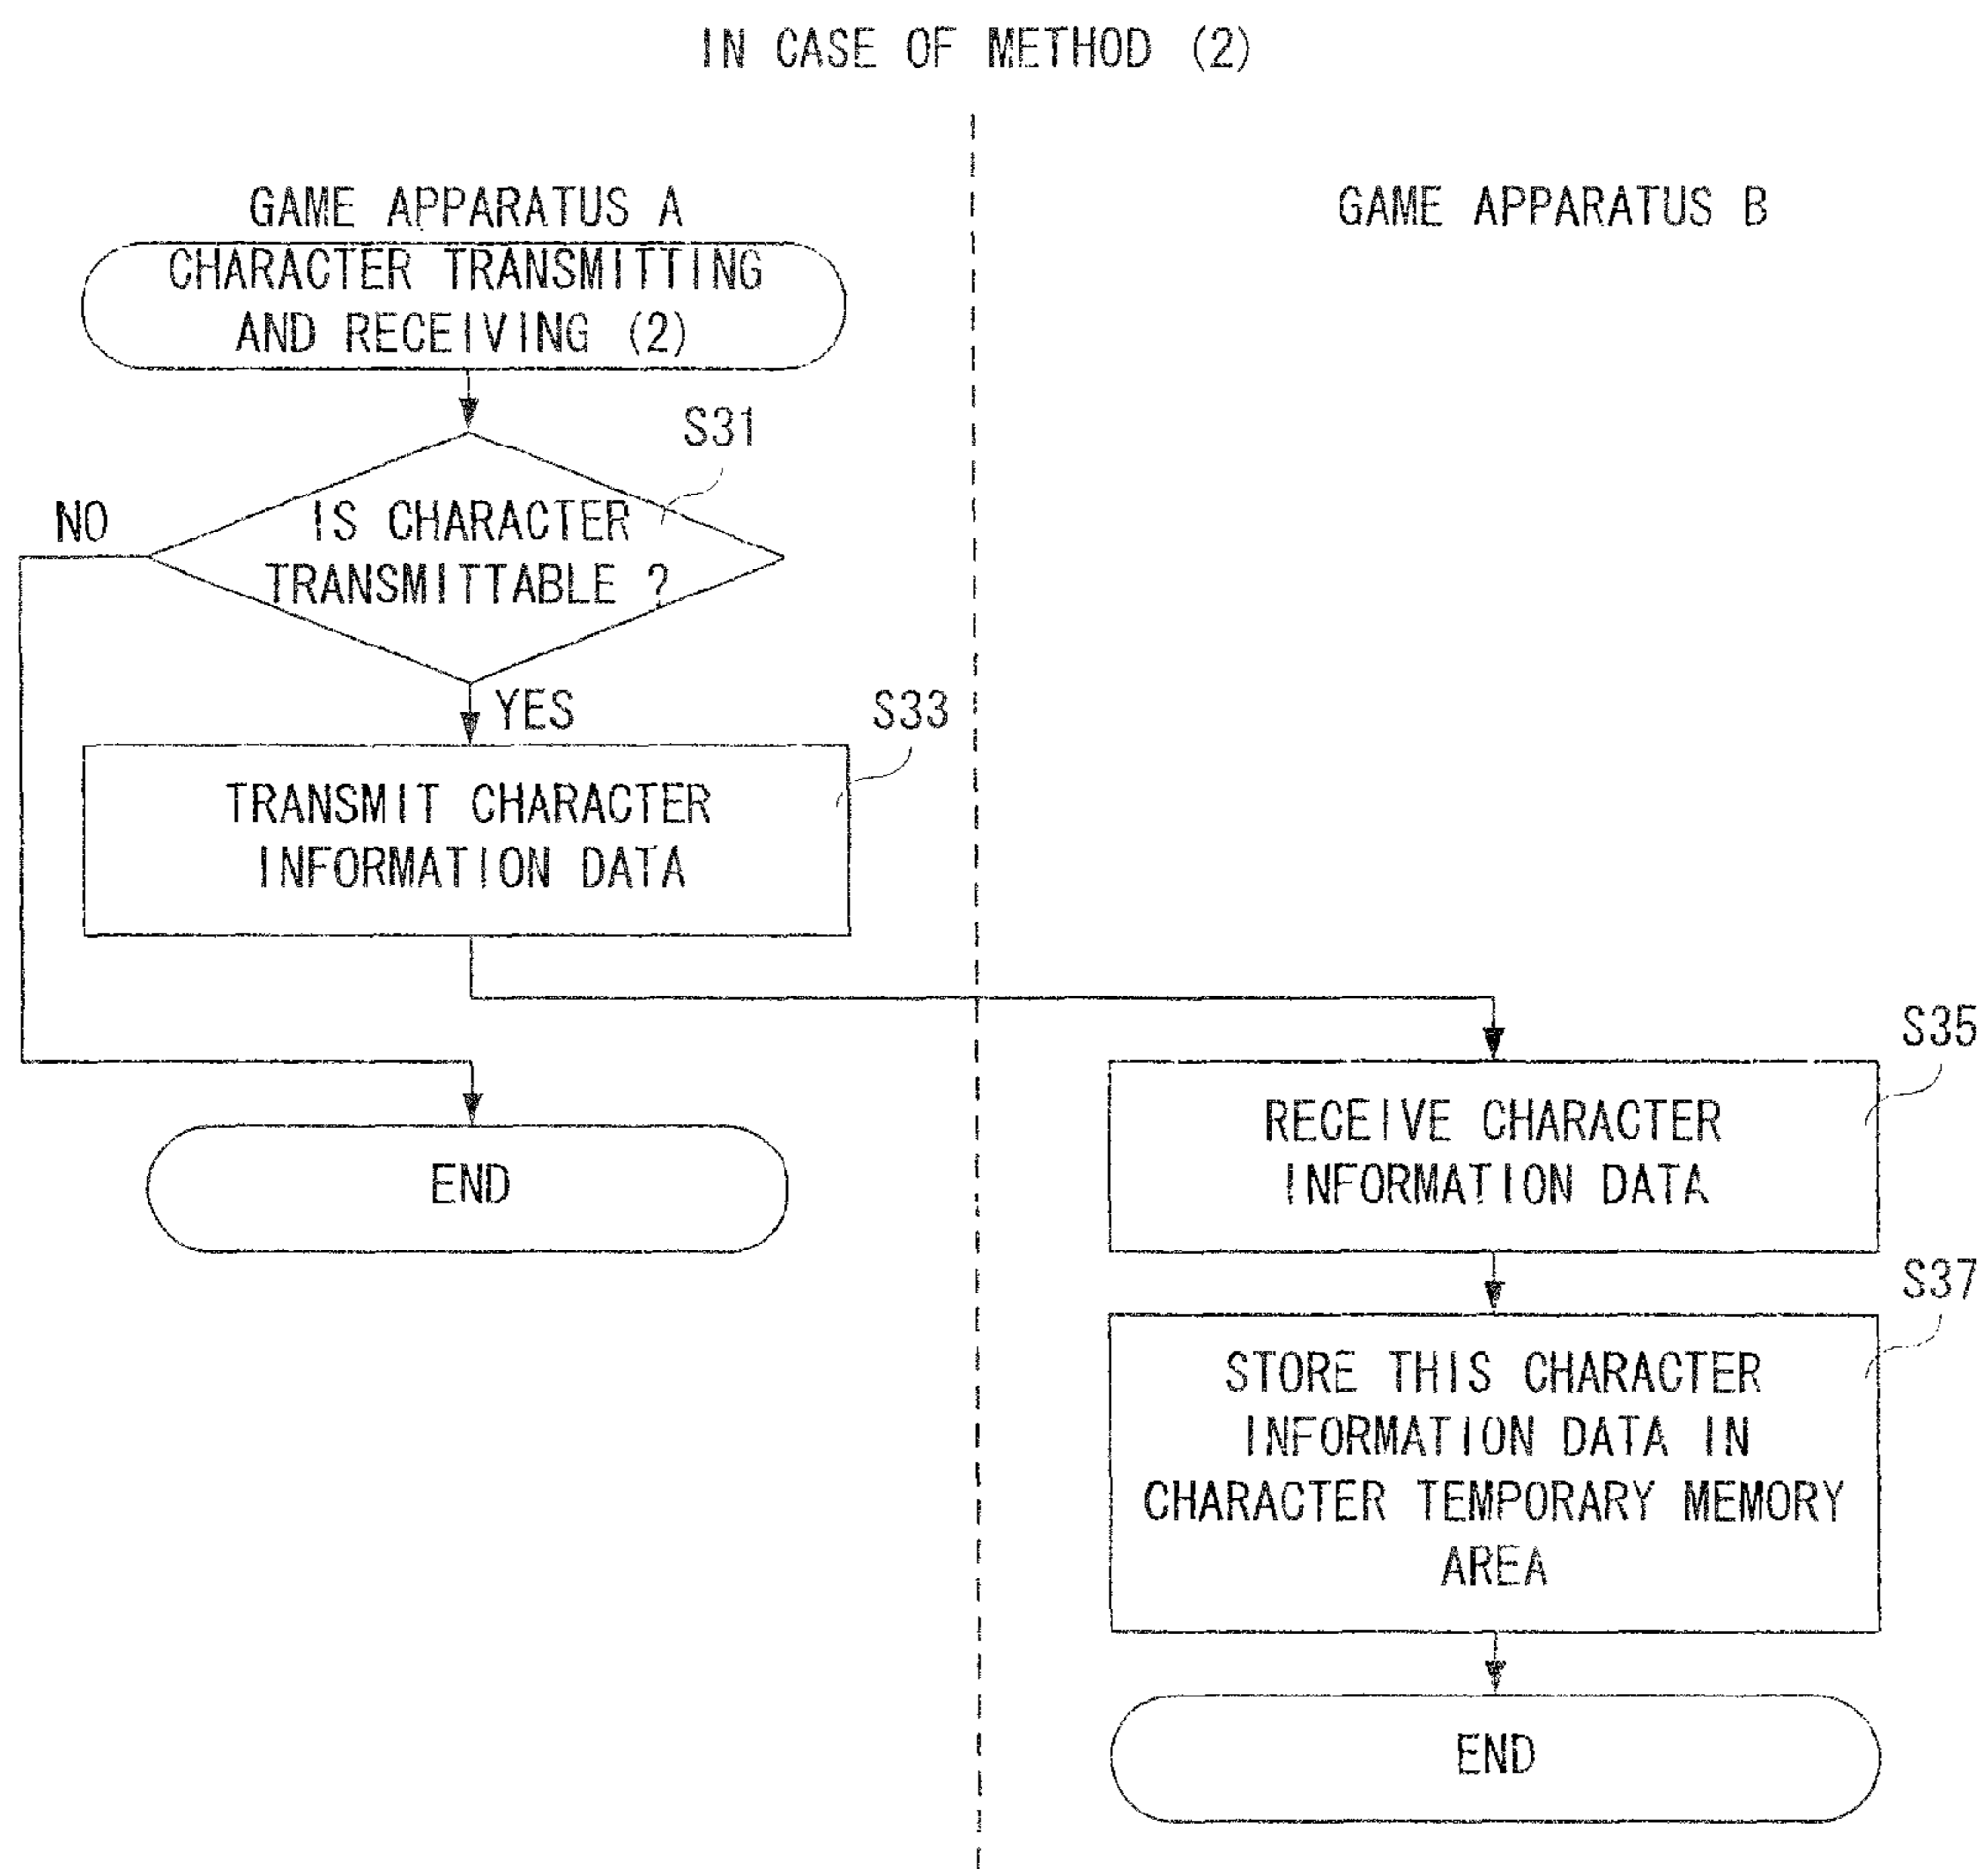 IN CASE OF METHOD (2)
GAME APPARATUS A
CHARACTER TRANSMITTING
AND RECEIVING (2)
S31
IS CHARACTER
TRANSMITTABLE ?
NO
YES
S33
TRANSMIT CHARACTER
INFORMATION DATA
END
GAME APPARATUS B
S35
RECEIVE CHARACTER
INFORMATION DATA
S37
STORE THIS CHARACTER
INFORMATION DATA IN
CHARACTER TEMPORARY MEMORY
AREA
END